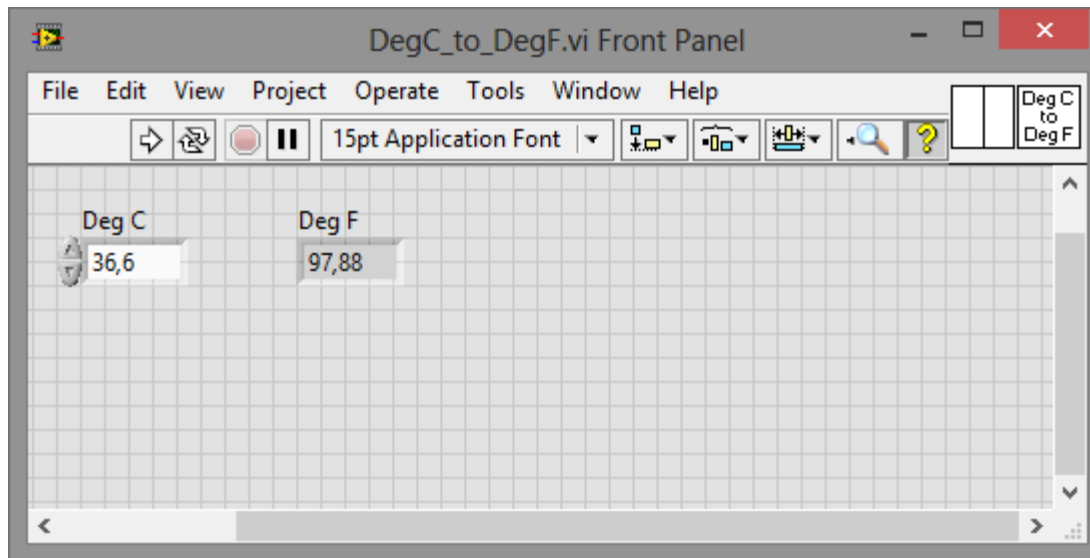 DegC_to_DegF.vi Front Panel
File Edit View Project Operate Tools Window Help
15pt Application Font
Deg C
to
Deg F
Deg C Deg F
36,6 97,88